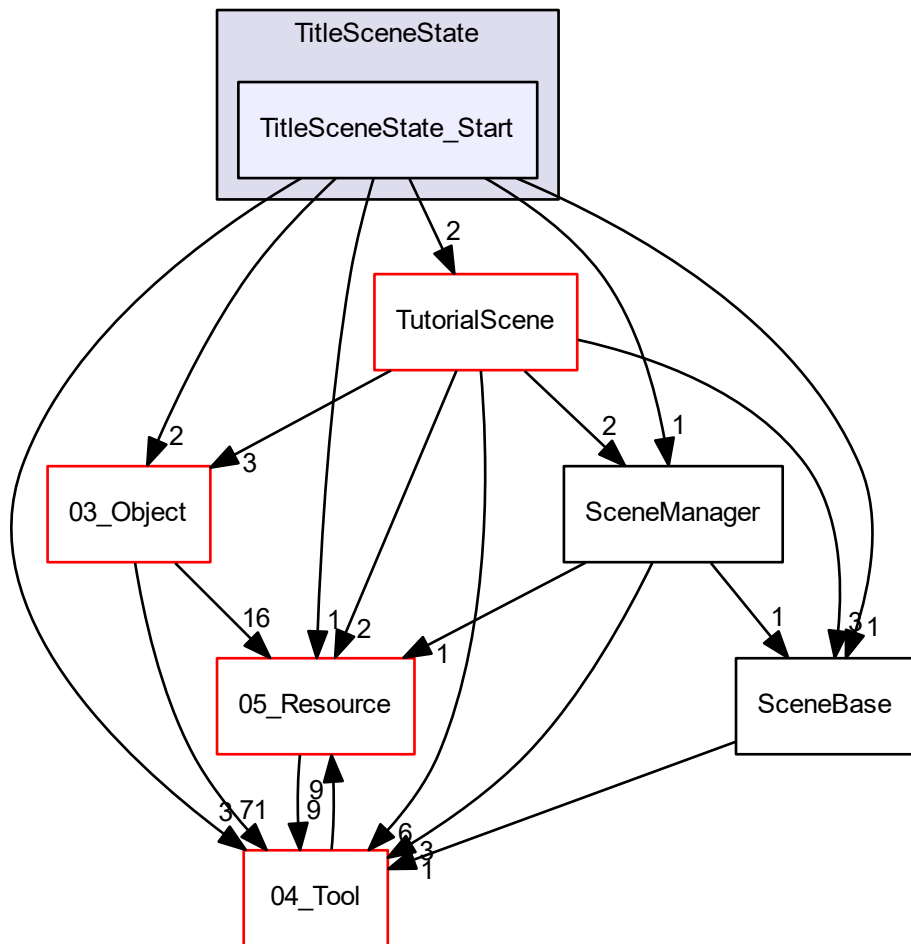 TitleSceneState
TitleSceneState_Start
2
TutorialScene
2
3
2
1
03_Object
SceneManager
16
1
2
1
1
3
1
05_Resource
SceneBase
9
3
71
9
6
3
1
04_Tool